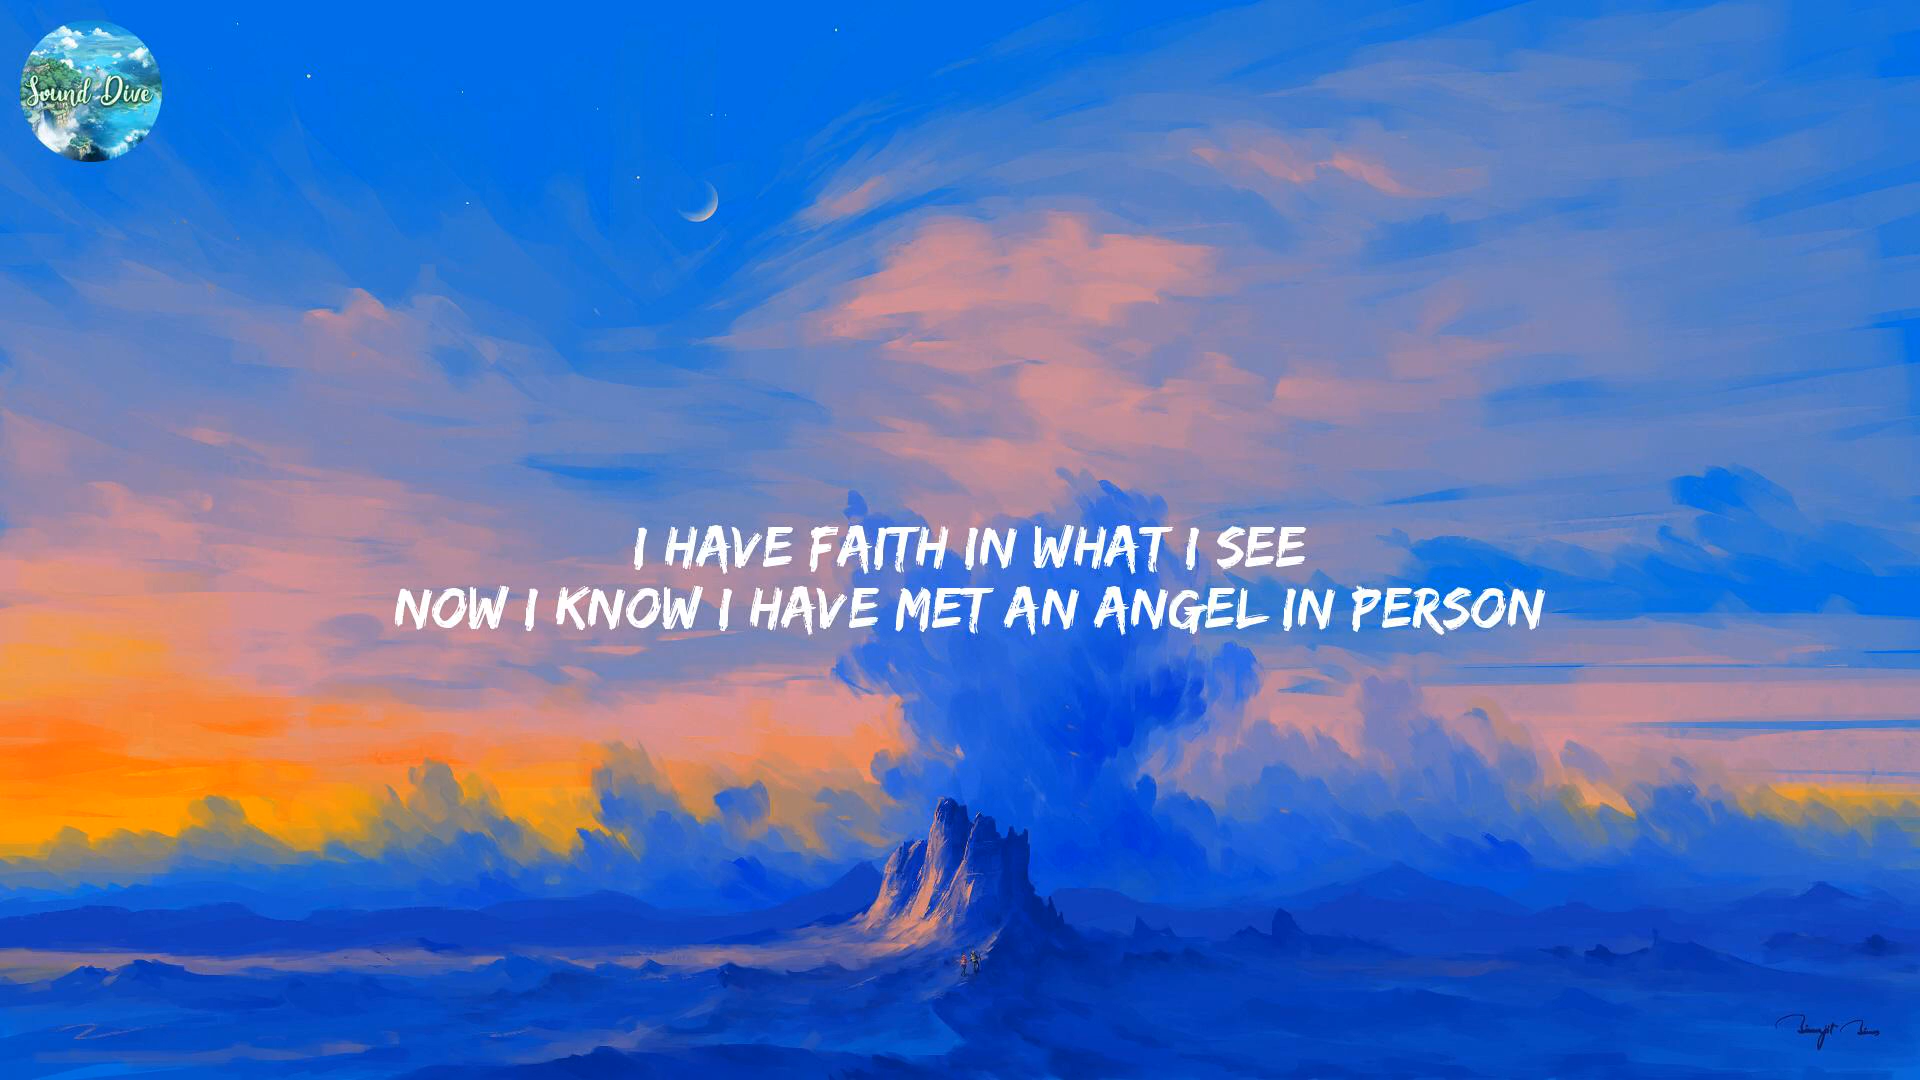 Sound Dive
I HAVE FAITH IN WHAT I SEE
NOW I KNOW I HAVE MET AN ANGEL IN PERSON